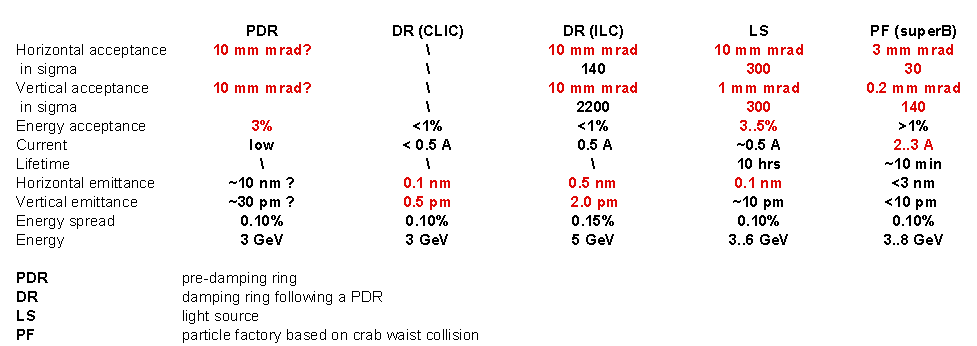 PDR DR (CLIC) DR (ILC) LS PF (superB)
Horizontal acceptance 10 mm mrad? \ 10 mm mrad 10 mm mrad 3 mm mrad
in sigma \ 140 300 30
Vertical acceptance 10 mm mrad? \ 10 mm mrad 1 mm mrad 0.2 mm mrad
in sigma \ 2200 300 140
Energy acceptance 3% <1% <1% 3..5% >1%
Current low < 0.5 A 0.5 A ~0.5 A 2..3 A
Lifetime \ \ \ 10 hrs ~10 min
Horizontal emittance ~10 nm ? 0.1 nm 0.5 nm 0.1 nm <3 nm
Vertical emittance ~30 pm ? 0.5 pm 2.0 pm ~10 pm <10 pm
Energy spread 0.10% 0.10% 0.15% 0.10% 0.10%
Energy 3 GeV 3 GeV 5 GeV 3..6 GeV 3..8 GeV
PDR pre-damping ring
DR damping ring following a PDR
LS light source
PF particle factory based on crab waist collision